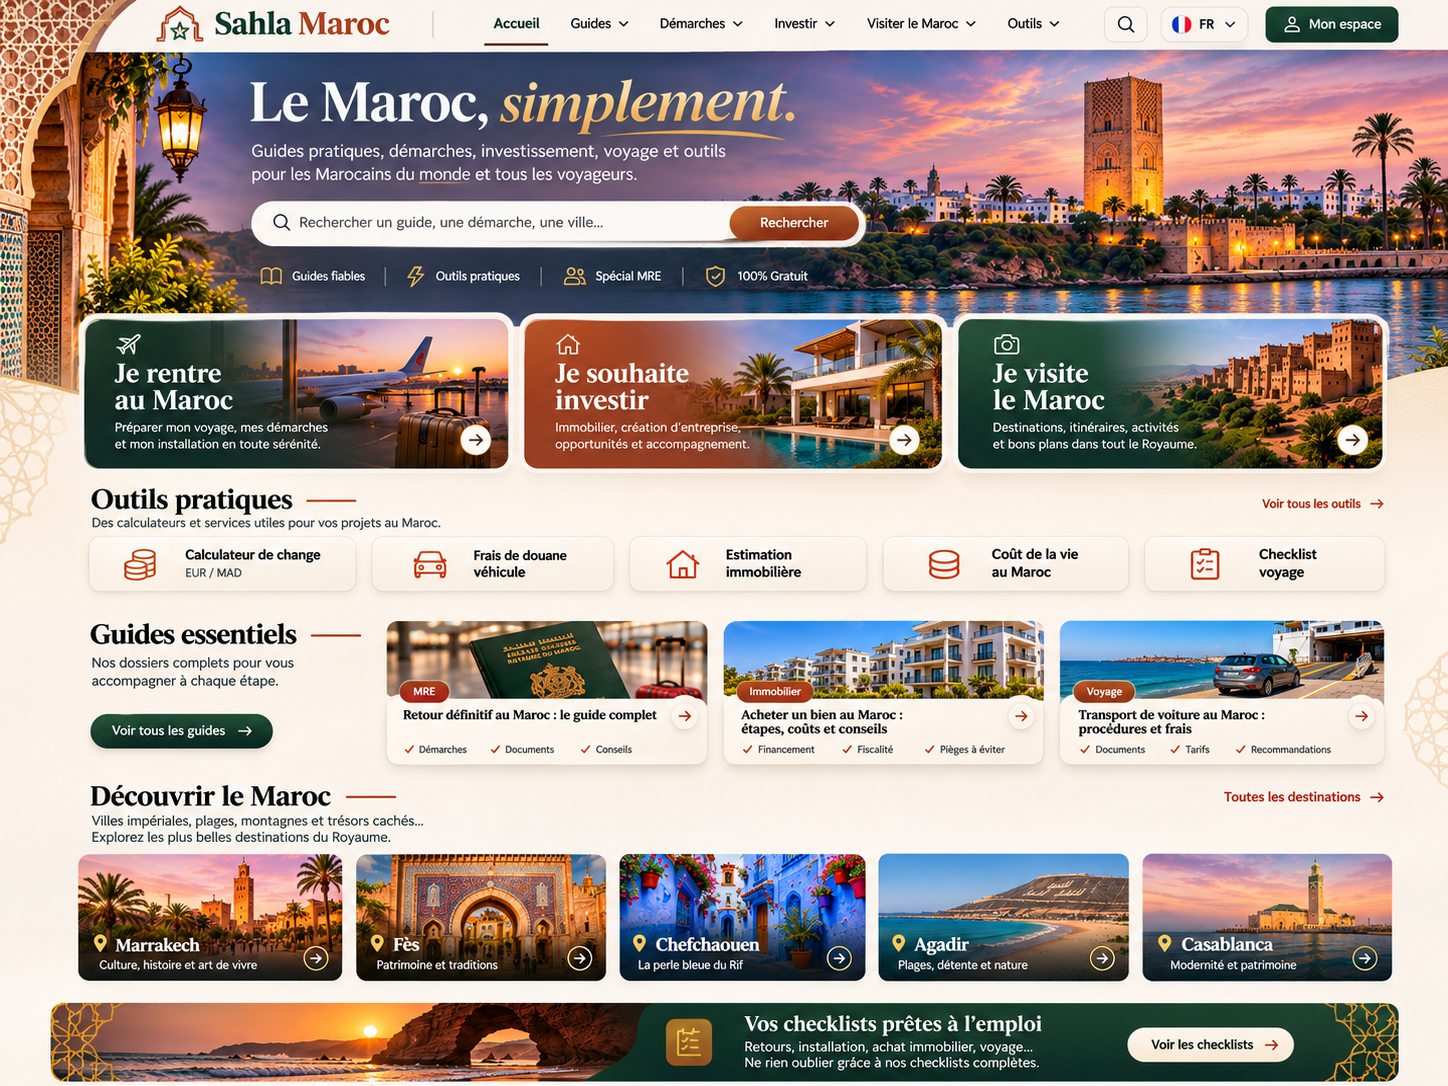 Sahla Maroc
Accueil
Guides
Démarches
Investir
Visiter le Maroc
Outils
FR
Mon espace
Le Maroc, simplement.
Guides pratiques, démarches, investissement, voyage et outils
pour les Marocains du monde et tous les voyageurs.
Rechercher un guide, une démarche, une ville...
Rechercher
Guides fiables
Outils pratiques
Spécial MRE
100% Gratuit
Je rentre
au Maroc
Préparer mon voyage, mes démarches
et mon installation en toute sérénité.
Je souhaite
investir
Immobilier, création d'entreprise,
opportunités et accompagnement.
Je visite
le Maroc
Destinations, itinéraires, activités
et bons plans dans tout le Royaume.
Outils pratiques
Des calculateurs et services utiles pour vos projets au Maroc.
Voir tous les outils
Calculateur de change
EUR / MAD
Frais de douane
véhicule
Estimation
immobilière
Coût de la vie
au Maroc
Checklist
voyage
Guides essentiels
Nos dossiers complets pour vous
accompagner à chaque étape.
Voir tous les guides
MRE
Retour définitif au Maroc : le guide complet
Démarches
Documents
Conseils
Immobilier
Acheter un bien au Maroc :
étapes, coûts et conseils
Financement
Fiscalité
Pièges à éviter
Voyage
Transport de voiture au Maroc :
procédures et frais
Documents
Tarifs
Recommandations
Découvrir le Maroc
Villes impériales, plages, montagnes et trésors cachés...
Explorez les plus belles destinations du Royaume.
Toutes les destinations
Marrakech
Culture, histoire et art de vivre
Fès
Patrimoine et traditions
Chefchaouen
La perle bleue du Rif
Agadir
Plages, détente et nature
Casablanca
Modernité et patrimoine
Vos checklists prêtes à l'emploi
Retours, installation, achat immobilier, voyage...
Ne rien oublier grâce à nos checklists complètes.
Voir les checklists